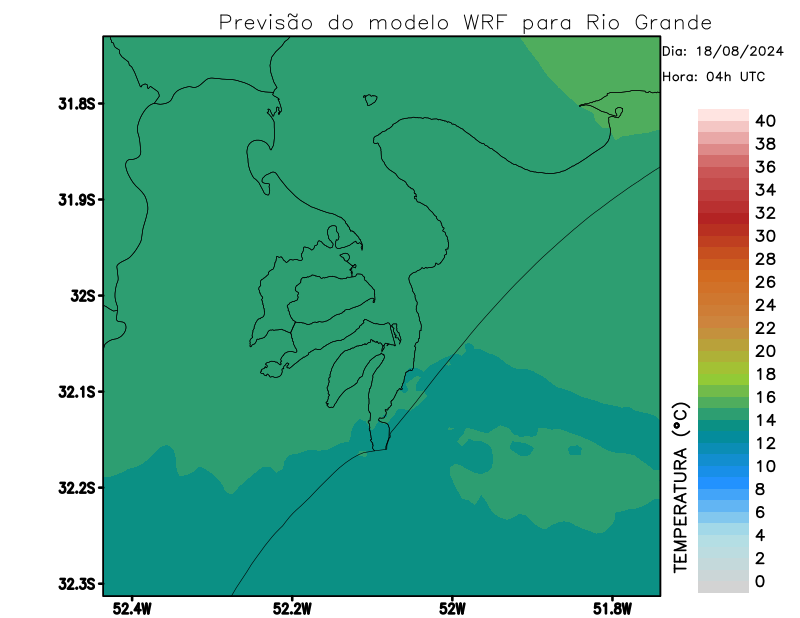 Previsão do modelo WRF para Rio Grande
Dia: 18/08/2024
Hora: 04h UTC
31.8S
31.9S
32S
32.1S
32.2S
32.3S
52.4W
52.2W
52W
51.8W
40
38
36
34
32
30
28
26
24
22
20
18
16
14
12
10
8
6
4
2
0
TEMPERATURA (°C)